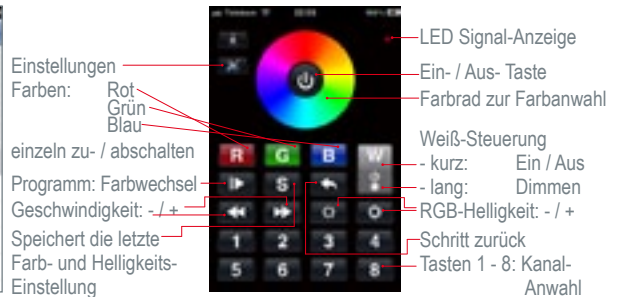 Einstellungen
Farben: Rot
Grün
Blau
einzeln zu- / abschalten
Programm: Farbwechsel
Geschwindigkeit: - / +
Speichert die letzte
Farb- und Helligkeits-
Einstellung
R G B W
S
1 2 3 4
5 6 7 8
LED Signal-Anzeige
Ein- / Aus- Taste
Farbrad zur Farbanwahl
Weiß-Steuerung
- kurz: Ein / Aus
- lang: Dimmen
RGB-Helligkeit: - / +
Schritt zurück
Tasten 1 - 8: Kanal-
Anwahl